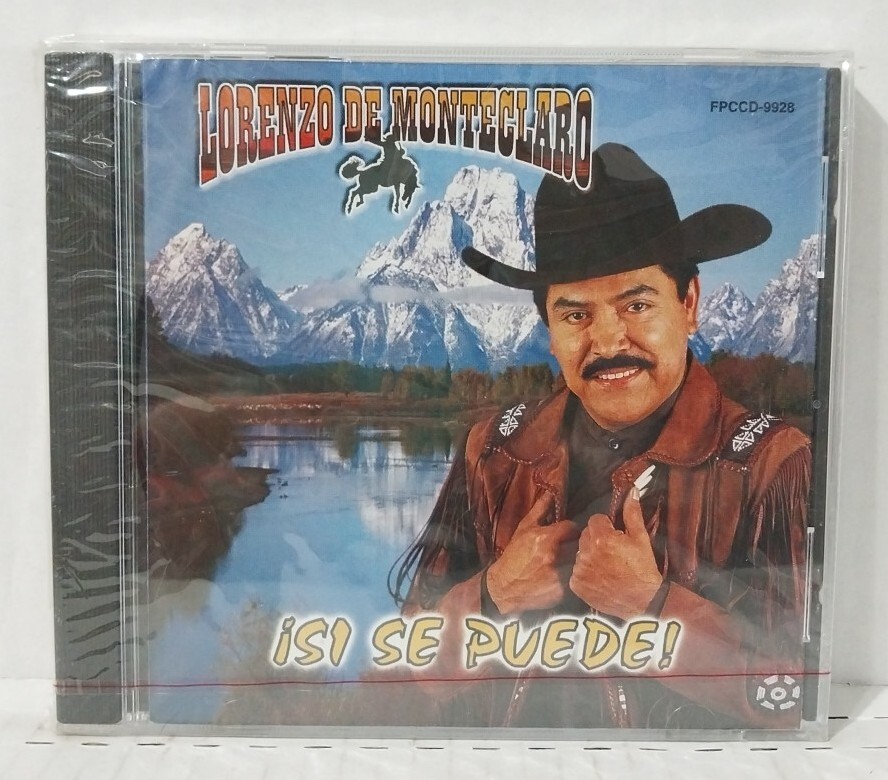 LORENZO DE MONTECLARO
FPCCD-9928
¡SI SE PUEDE!